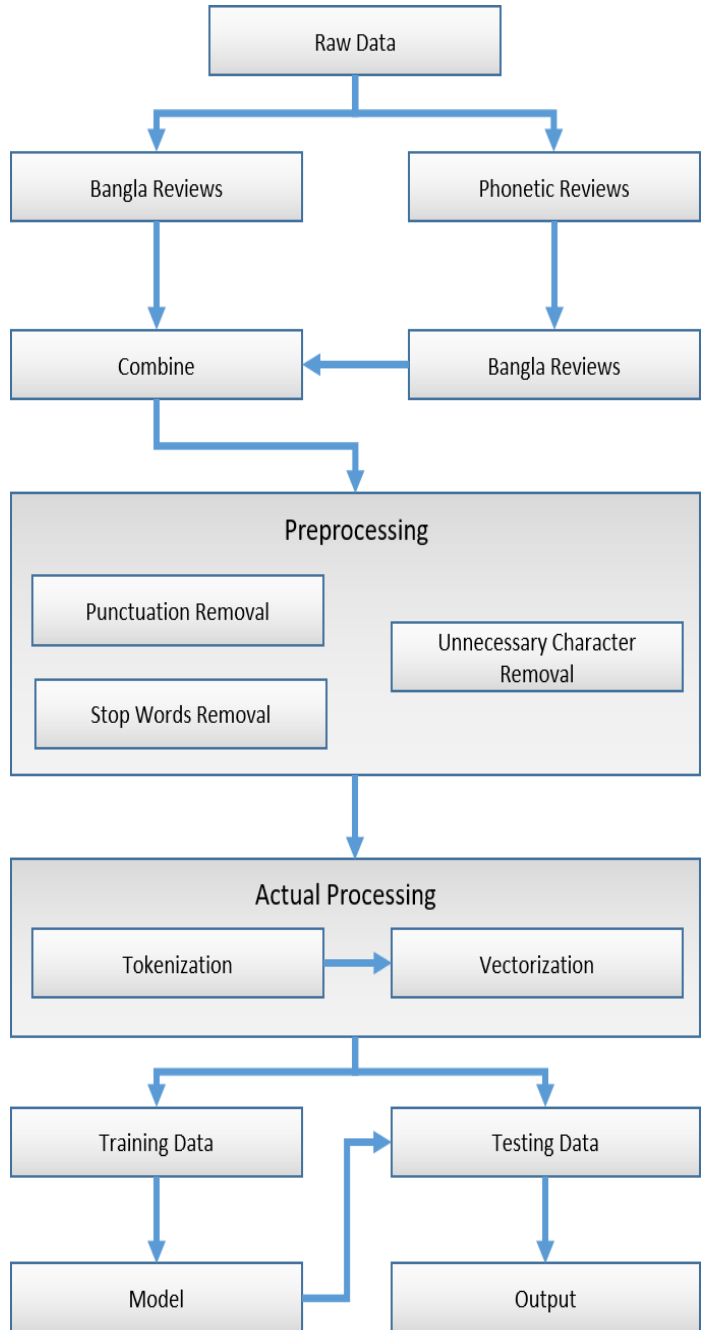 Raw Data
Bangla Reviews
Phonetic Reviews
Combine
Bangla Reviews
Preprocessing
Punctuation Removal
Unnecessary Character
Removal
Stop Words Removal
Actual Processing
Tokenization
Vectorization
Training Data
Testing Data
Model
Output